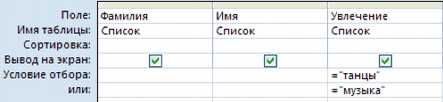 Поле: Фамилия Имя Увлечение
Имя таблицы: Список Список Список
Сортировка:
Вывод на экран:
Условие отбора: ="танцы"
или: ="музыка"